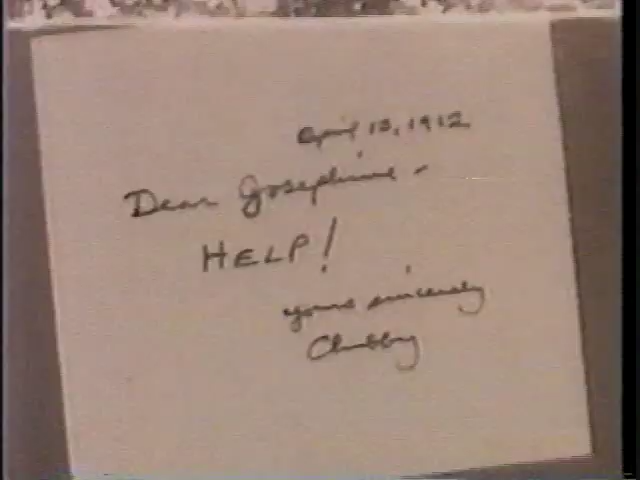 April 13, 1912
Dear Josephine -
HELP!
yours sincerely
Chubby